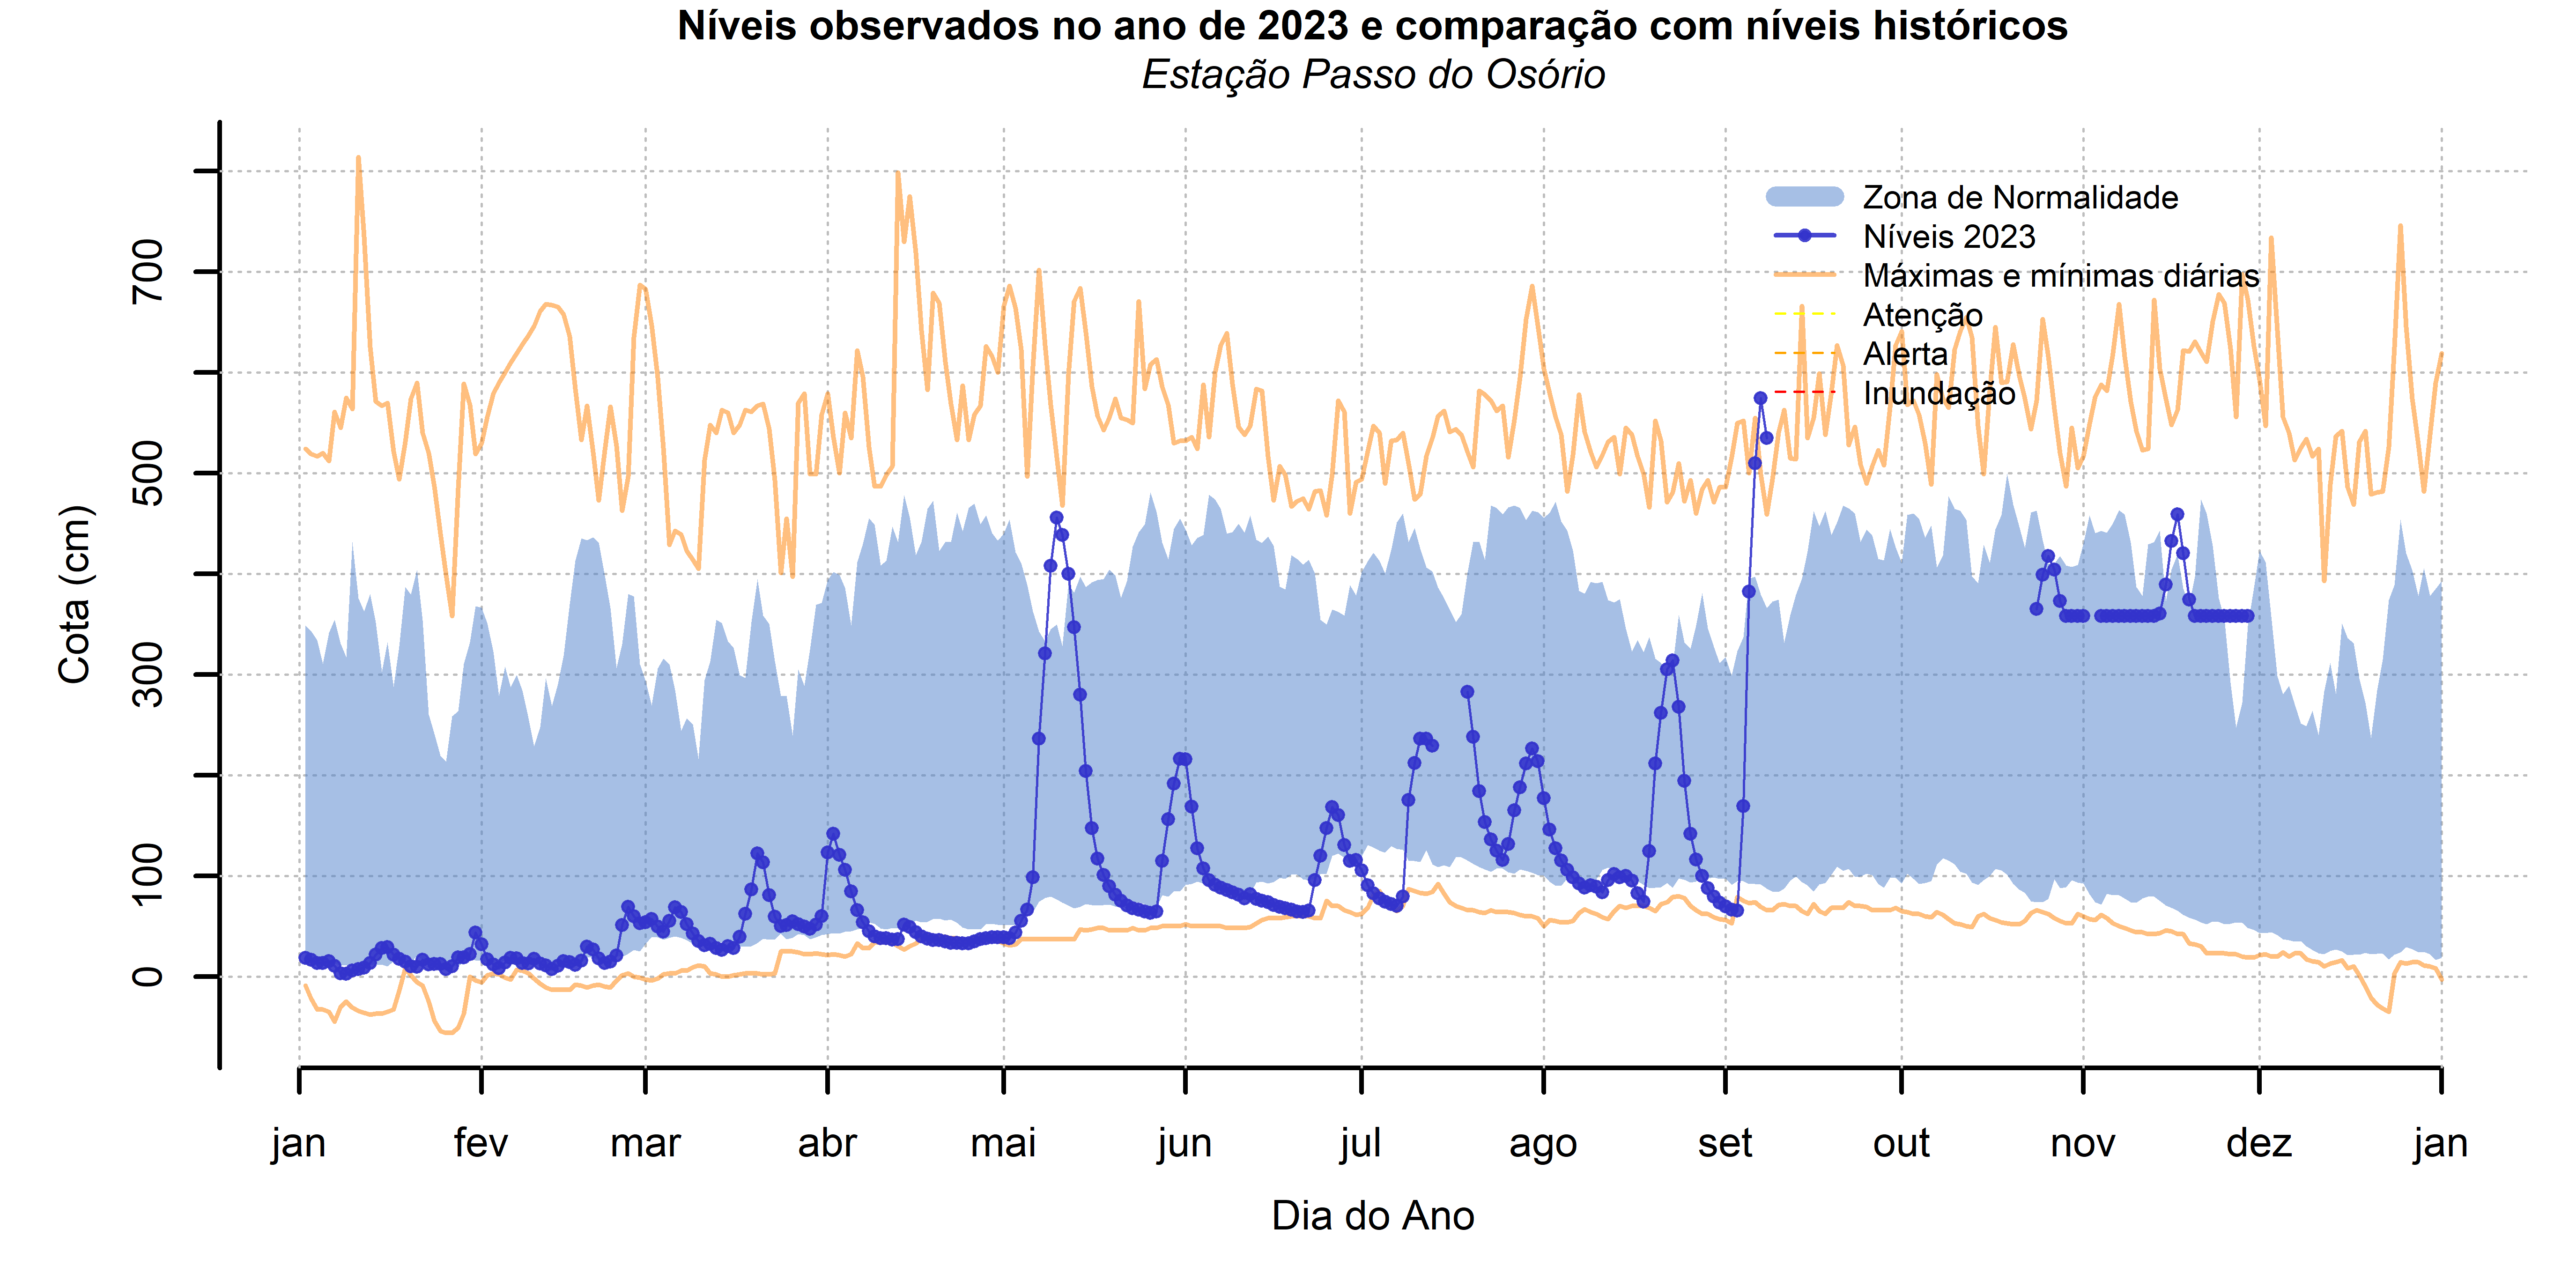 Níveis observados no ano de 2023 e comparação com níveis históricos
Estação Passo do Osório
Zona de Normalidade
Níveis 2023
Máximas e mínimas diárias
Atenção
Alerta
Inundação
Cota (cm)
700
500
300
100
0
jan fev mar abr mai jun jul ago set out nov dez jan
Dia do Ano